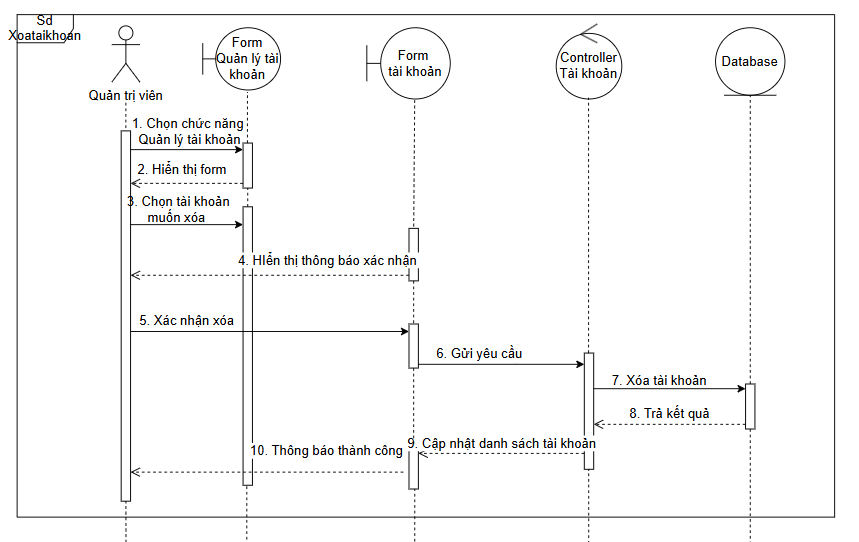 Sd
Xoataikhoan
Quản trị viên
Form
Quản lý tài
khoản
Form
tài khoản
Controller
Tài khoản
Database
1. Chọn chức năng
Quản lý tài khoản
2. Hiển thị form
3. Chọn tài khoản
muốn xóa
4. HIển thị thông báo xác nhận
5. Xác nhận xóa
6. Gửi yêu cầu
7. Xóa tài khoản
8. Trả kết quả
9. Cập nhật danh sách tài khoản
10. Thông báo thành công